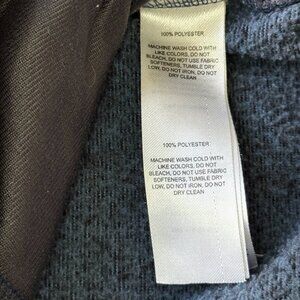 100% POLYESTER
MACHINE WASH COLD WITH
LIKE COLORS, DO NOT
BLEACH, DO NOT USE FABRIC
SOFTENERS, TUMBLE DRY
LOW, DO NOT IRON, DO NOT
DRY CLEAN
100% POLYESTER
MACHINE WASH COLD WITH
LIKE COLORS, DO NOT
BLEACH, DO NOT USE FABRIC
SOFTENERS, TUMBLE DRY
LOW, DO NOT IRON, DO NOT
DRY CLEAN